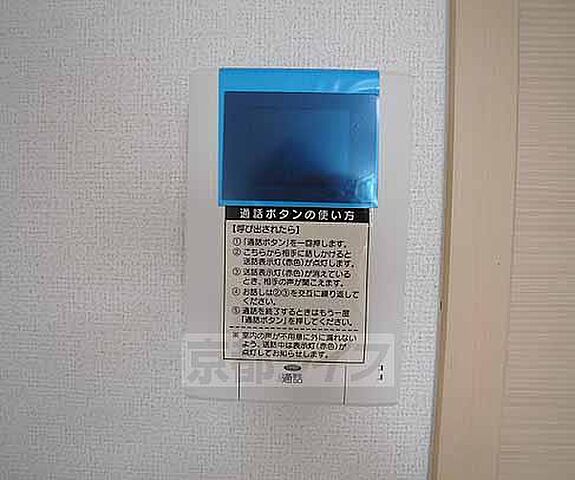 通話ボタンの使い方
【呼び出されたら】
①「通話ボタン」を一度押します。
②こちらから相手に話しかけると
送話表示灯(赤色)が点灯します。
③送話表示灯(赤色)が消えている
とき、相手の声が聞こえます。
④お話しは②③を交互に繰り返して
ください。
⑤通話を終了するときはもう一度
「通話ボタン」を押してください。
※室内の声が不用意に外に漏れない
よう、送話中は表示灯(赤色)が
点灯してお知らせします。
通話